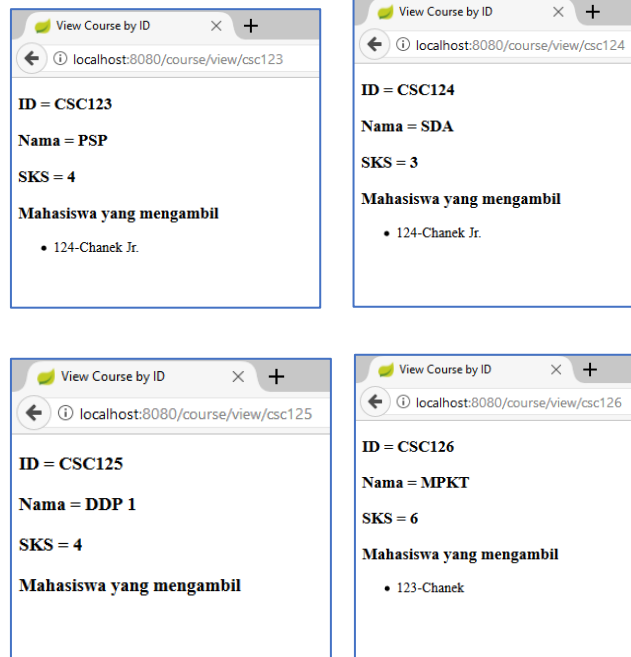 View Course by ID
localhost:8080/course/view/csc123
ID = CSC123
Nama = PSP
SKS = 4
Mahasiswa yang mengambil
• 124-Chanek Jr.
View Course by ID
localhost:8080/course/view/csc124
ID = CSC124
Nama = SDA
SKS = 3
Mahasiswa yang mengambil
• 124-Chanek Jr.
View Course by ID
localhost:8080/course/view/csc125
ID = CSC125
Nama = DDP 1
SKS = 4
Mahasiswa yang mengambil
View Course by ID
localhost:8080/course/view/csc126
ID = CSC126
Nama = MPKT
SKS = 6
Mahasiswa yang mengambil
• 123-Chanek